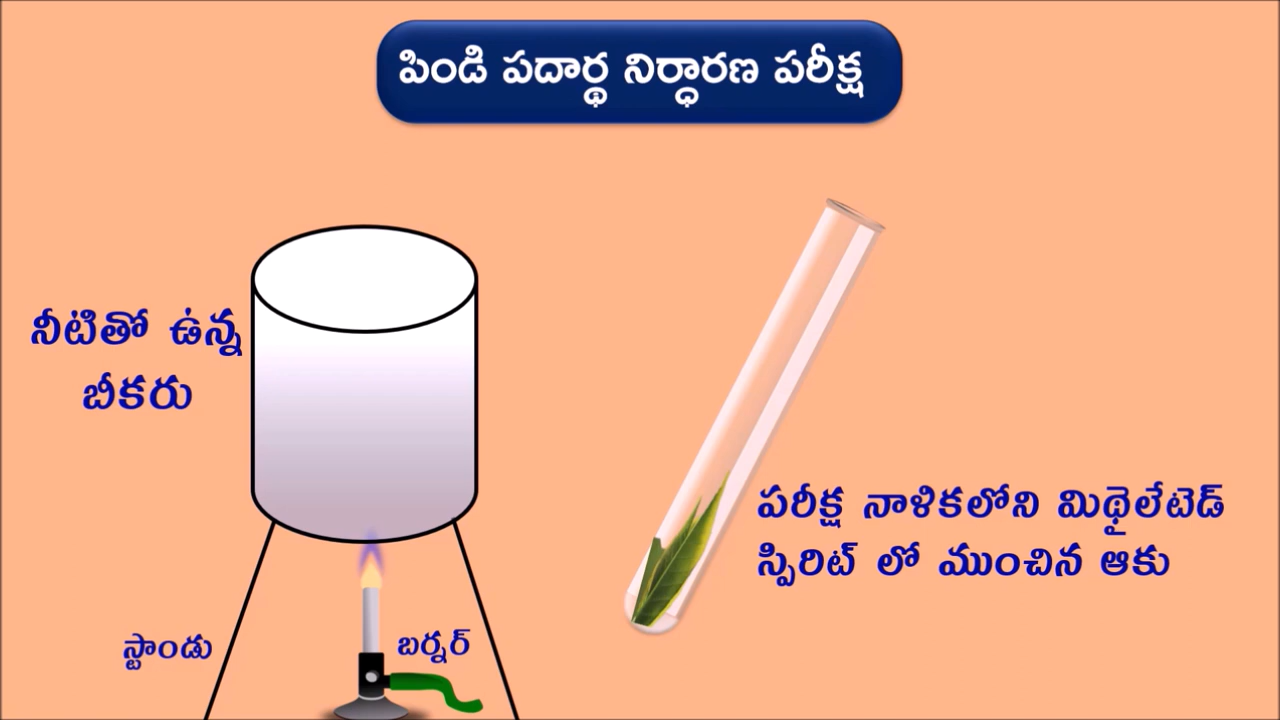 పిండి పదార్థ నిర్ధారణ పరీక్ష
నీటితో ఉన్న
బీకరు
పరీక్ష నాళికలోని మిథైలేటెడ్
స్పిరిట్ లో ముంచిన ఆకు
స్టాండు
బర్నర్